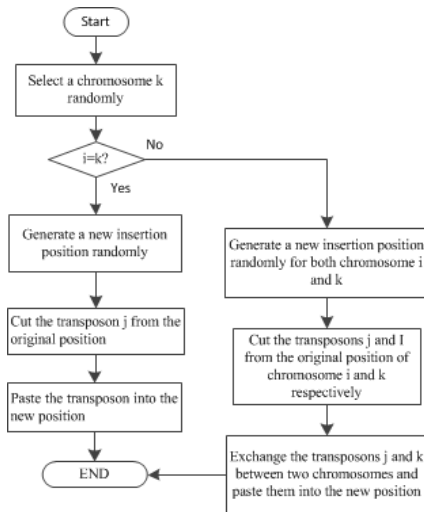 Start
Select a chromosome k
randomly
i=k?
No
Yes
Generate a new insertion
position randomly
Cut the transposon j from the
original position
Paste the transposon into the
new position
END
Generate a new insertion position
randomly for both chromosome i
and k
Cut the transposons j and I
from the original position of
chromosome i and k
respectively
Exchange the transposons j and k
between two chromosomes and
paste them into the new position